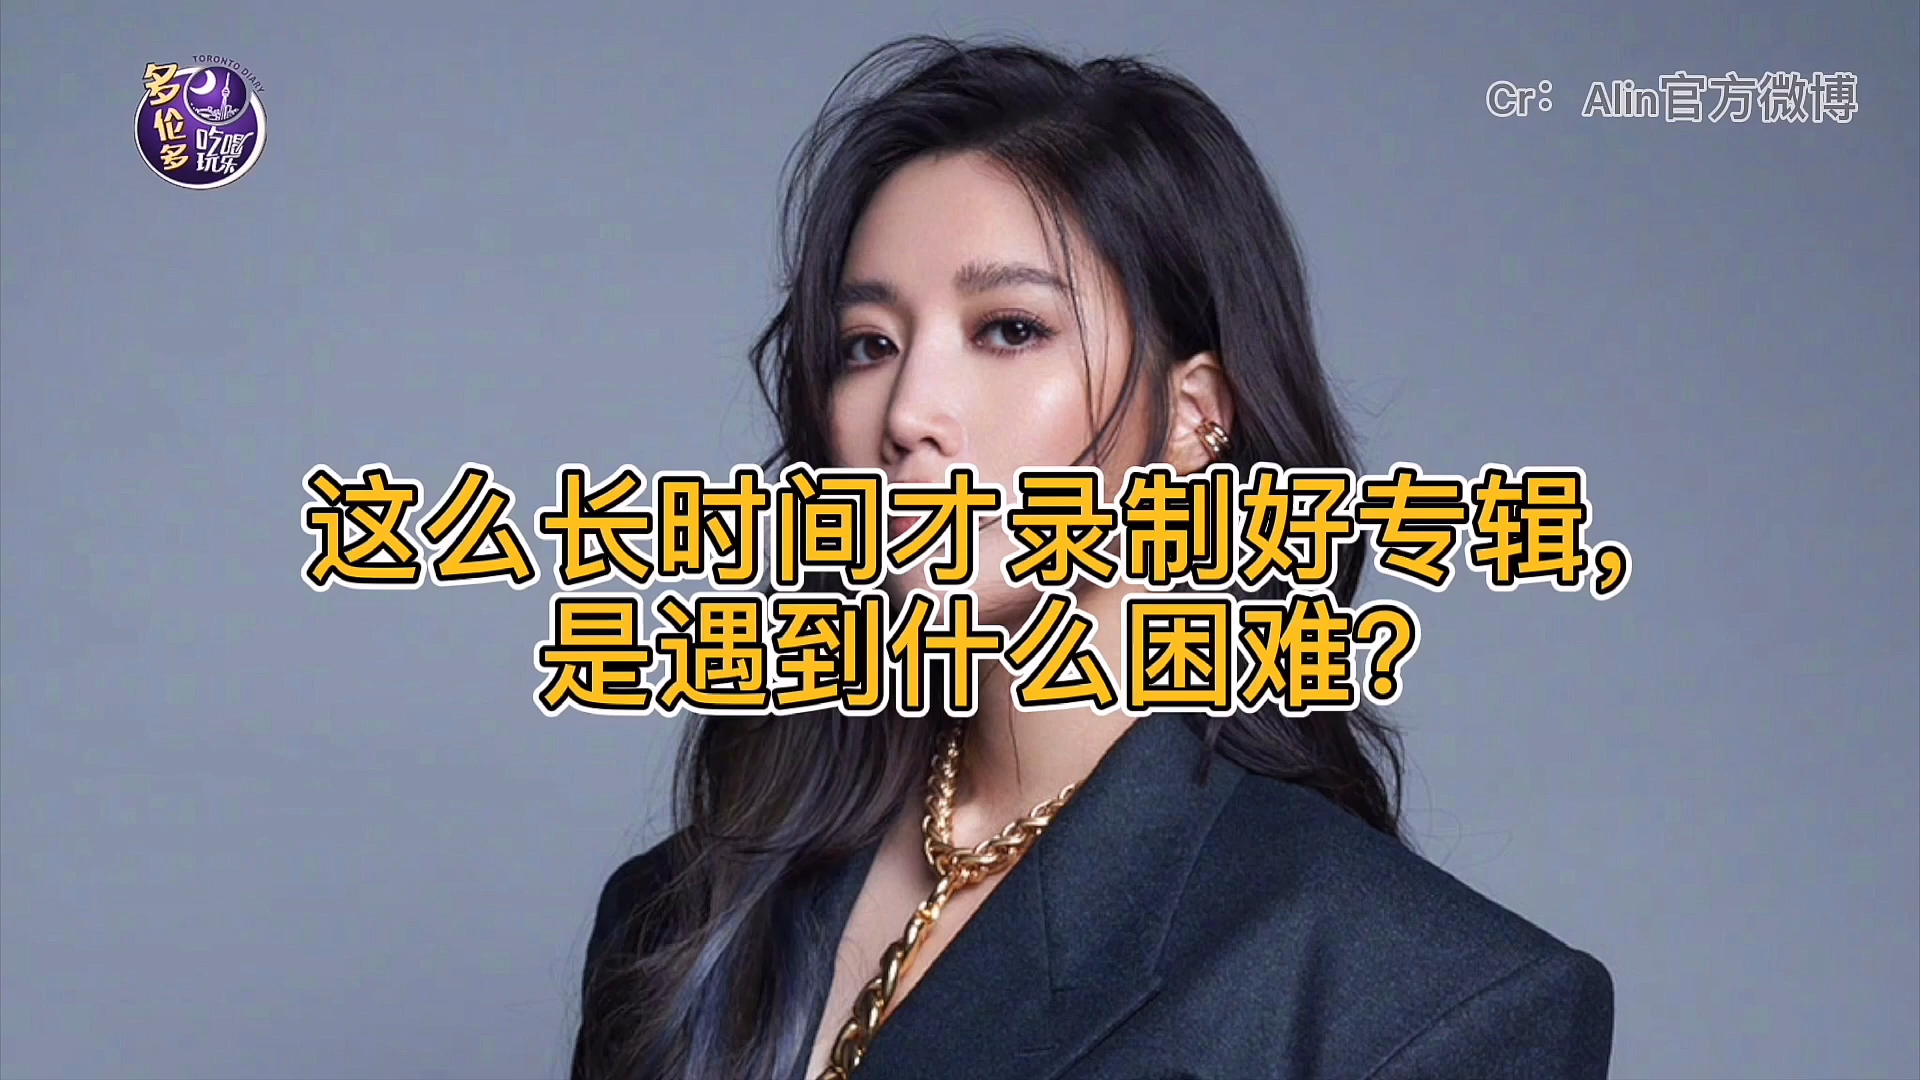 TORONTO DIARY
多伦多
吃喝
玩乐
Cr：Alin官方微博
这么长时间才录制好专辑，
是遇到什么困难？